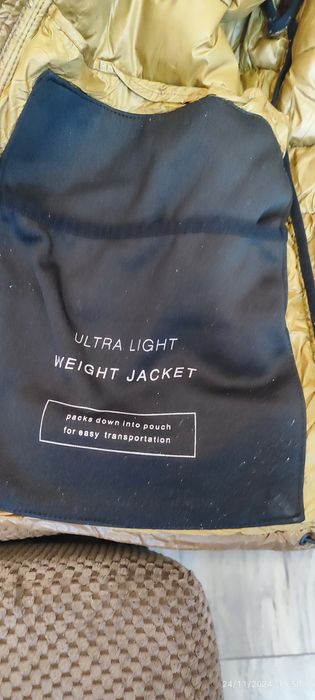 ULTRA LIGHT
WEIGHT JACKET
packs down into pouch
for easy transportation
24/11/2024